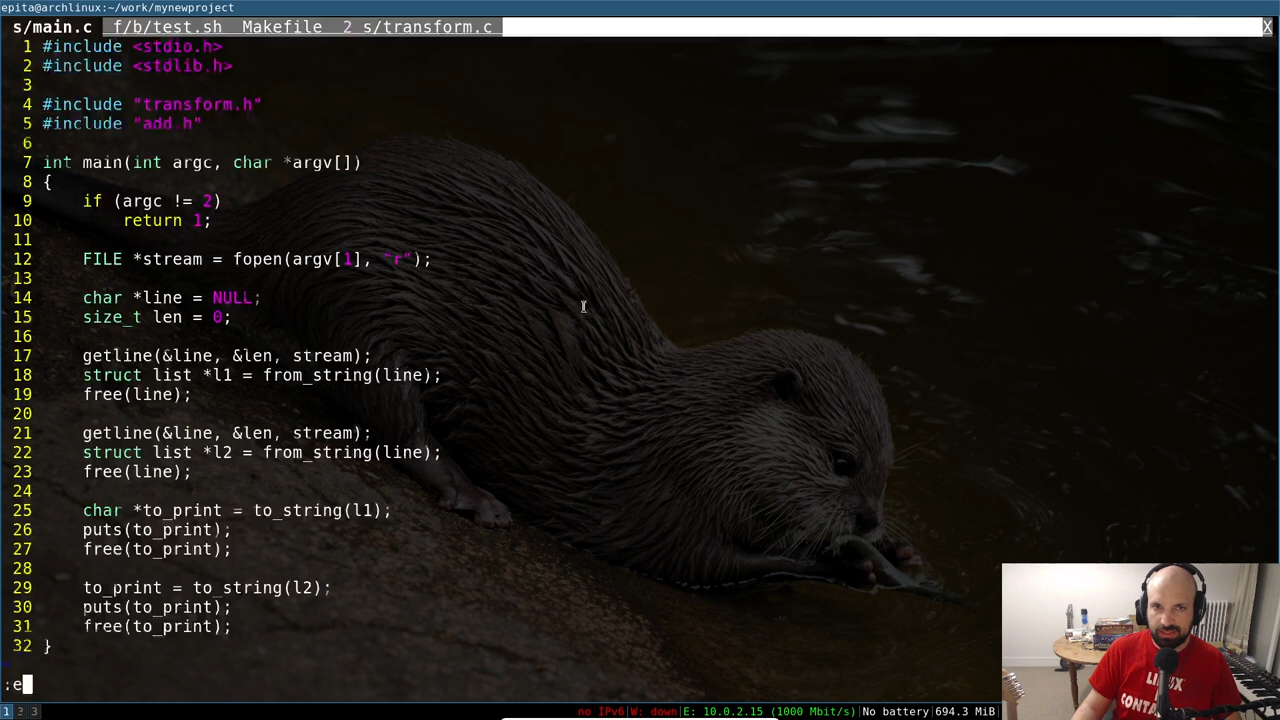 epita@archlinux:~/work/mynewproject
s/main.c f/b/test.sh Makefile 2 s/transform.c X
1 #include <stdio.h>
2 #include <stdlib.h>
3
4 #include "transform.h"
5 #include "add.h"
6
7 int main(int argc, char *argv[])
8 {
9     if (argc != 2)
10         return 1;
11
12     FILE *stream = fopen(argv[1], "r");
13
14     char *line = NULL;
15     size_t len = 0;
16
17     getline(&line, &len, stream);
18     struct list *l1 = from_string(line);
19     free(line);
20
21     getline(&line, &len, stream);
22     struct list *l2 = from_string(line);
23     free(line);
24
25     char *to_print = to_string(l1);
26     puts(to_print);
27     free(to_print);
28
29     to_print = to_string(l2);
30     puts(to_print);
31     free(to_print);
32 }
:e
LINUX
1 2 3 no IPv6|W: down|E: 10.0.2.15 (1000 Mbit/s)|No battery|694.3 MiB